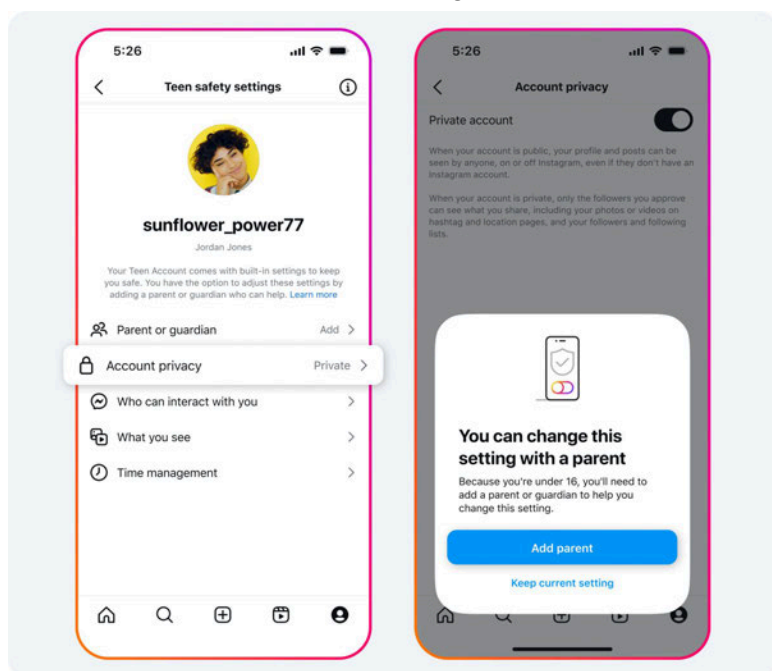 5:26
Teen safety settings
sunflower_power77
Jordan Jones
Your Teen Account comes with built-in settings to keep
you safe. You have the option to adjust these settings by
adding a parent or guardian who can help. Learn more
Parent or guardian Add
Account privacy Private
Who can interact with you
What you see
Time management
5:26
Account privacy
Private account
When your account is public, your profile and posts can be
seen by anyone, on or off Instagram, even if they don't have an
Instagram account.
When your account is private, only the followers you approve
can see what you share, including your photos or videos on
hashtag and location pages, and your followers and following
lists.
You can change this
setting with a parent
Because you're under 16, you'll need to
add a parent or guardian to help you
change this setting.
Add parent
Keep current setting